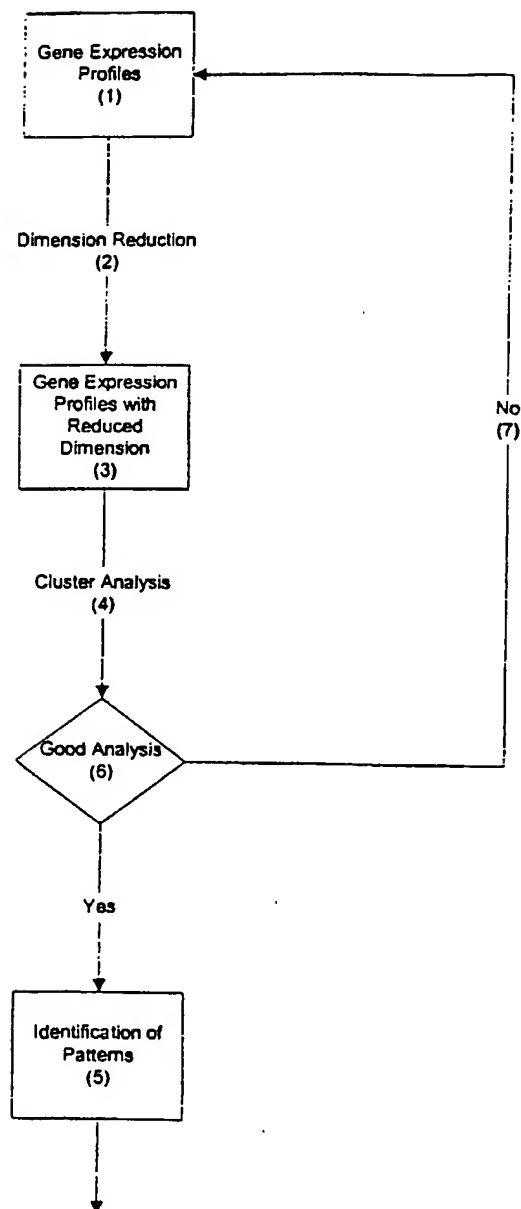 Gene Expression
Profiles
(1)
Dimension Reduction
(2)
Gene Expression
Profiles with
Reduced
Dimension
(3)
No
(7)
Cluster Analysis
(4)
Good Analysis
(6)
Yes
Identification of
Patterns
(5)